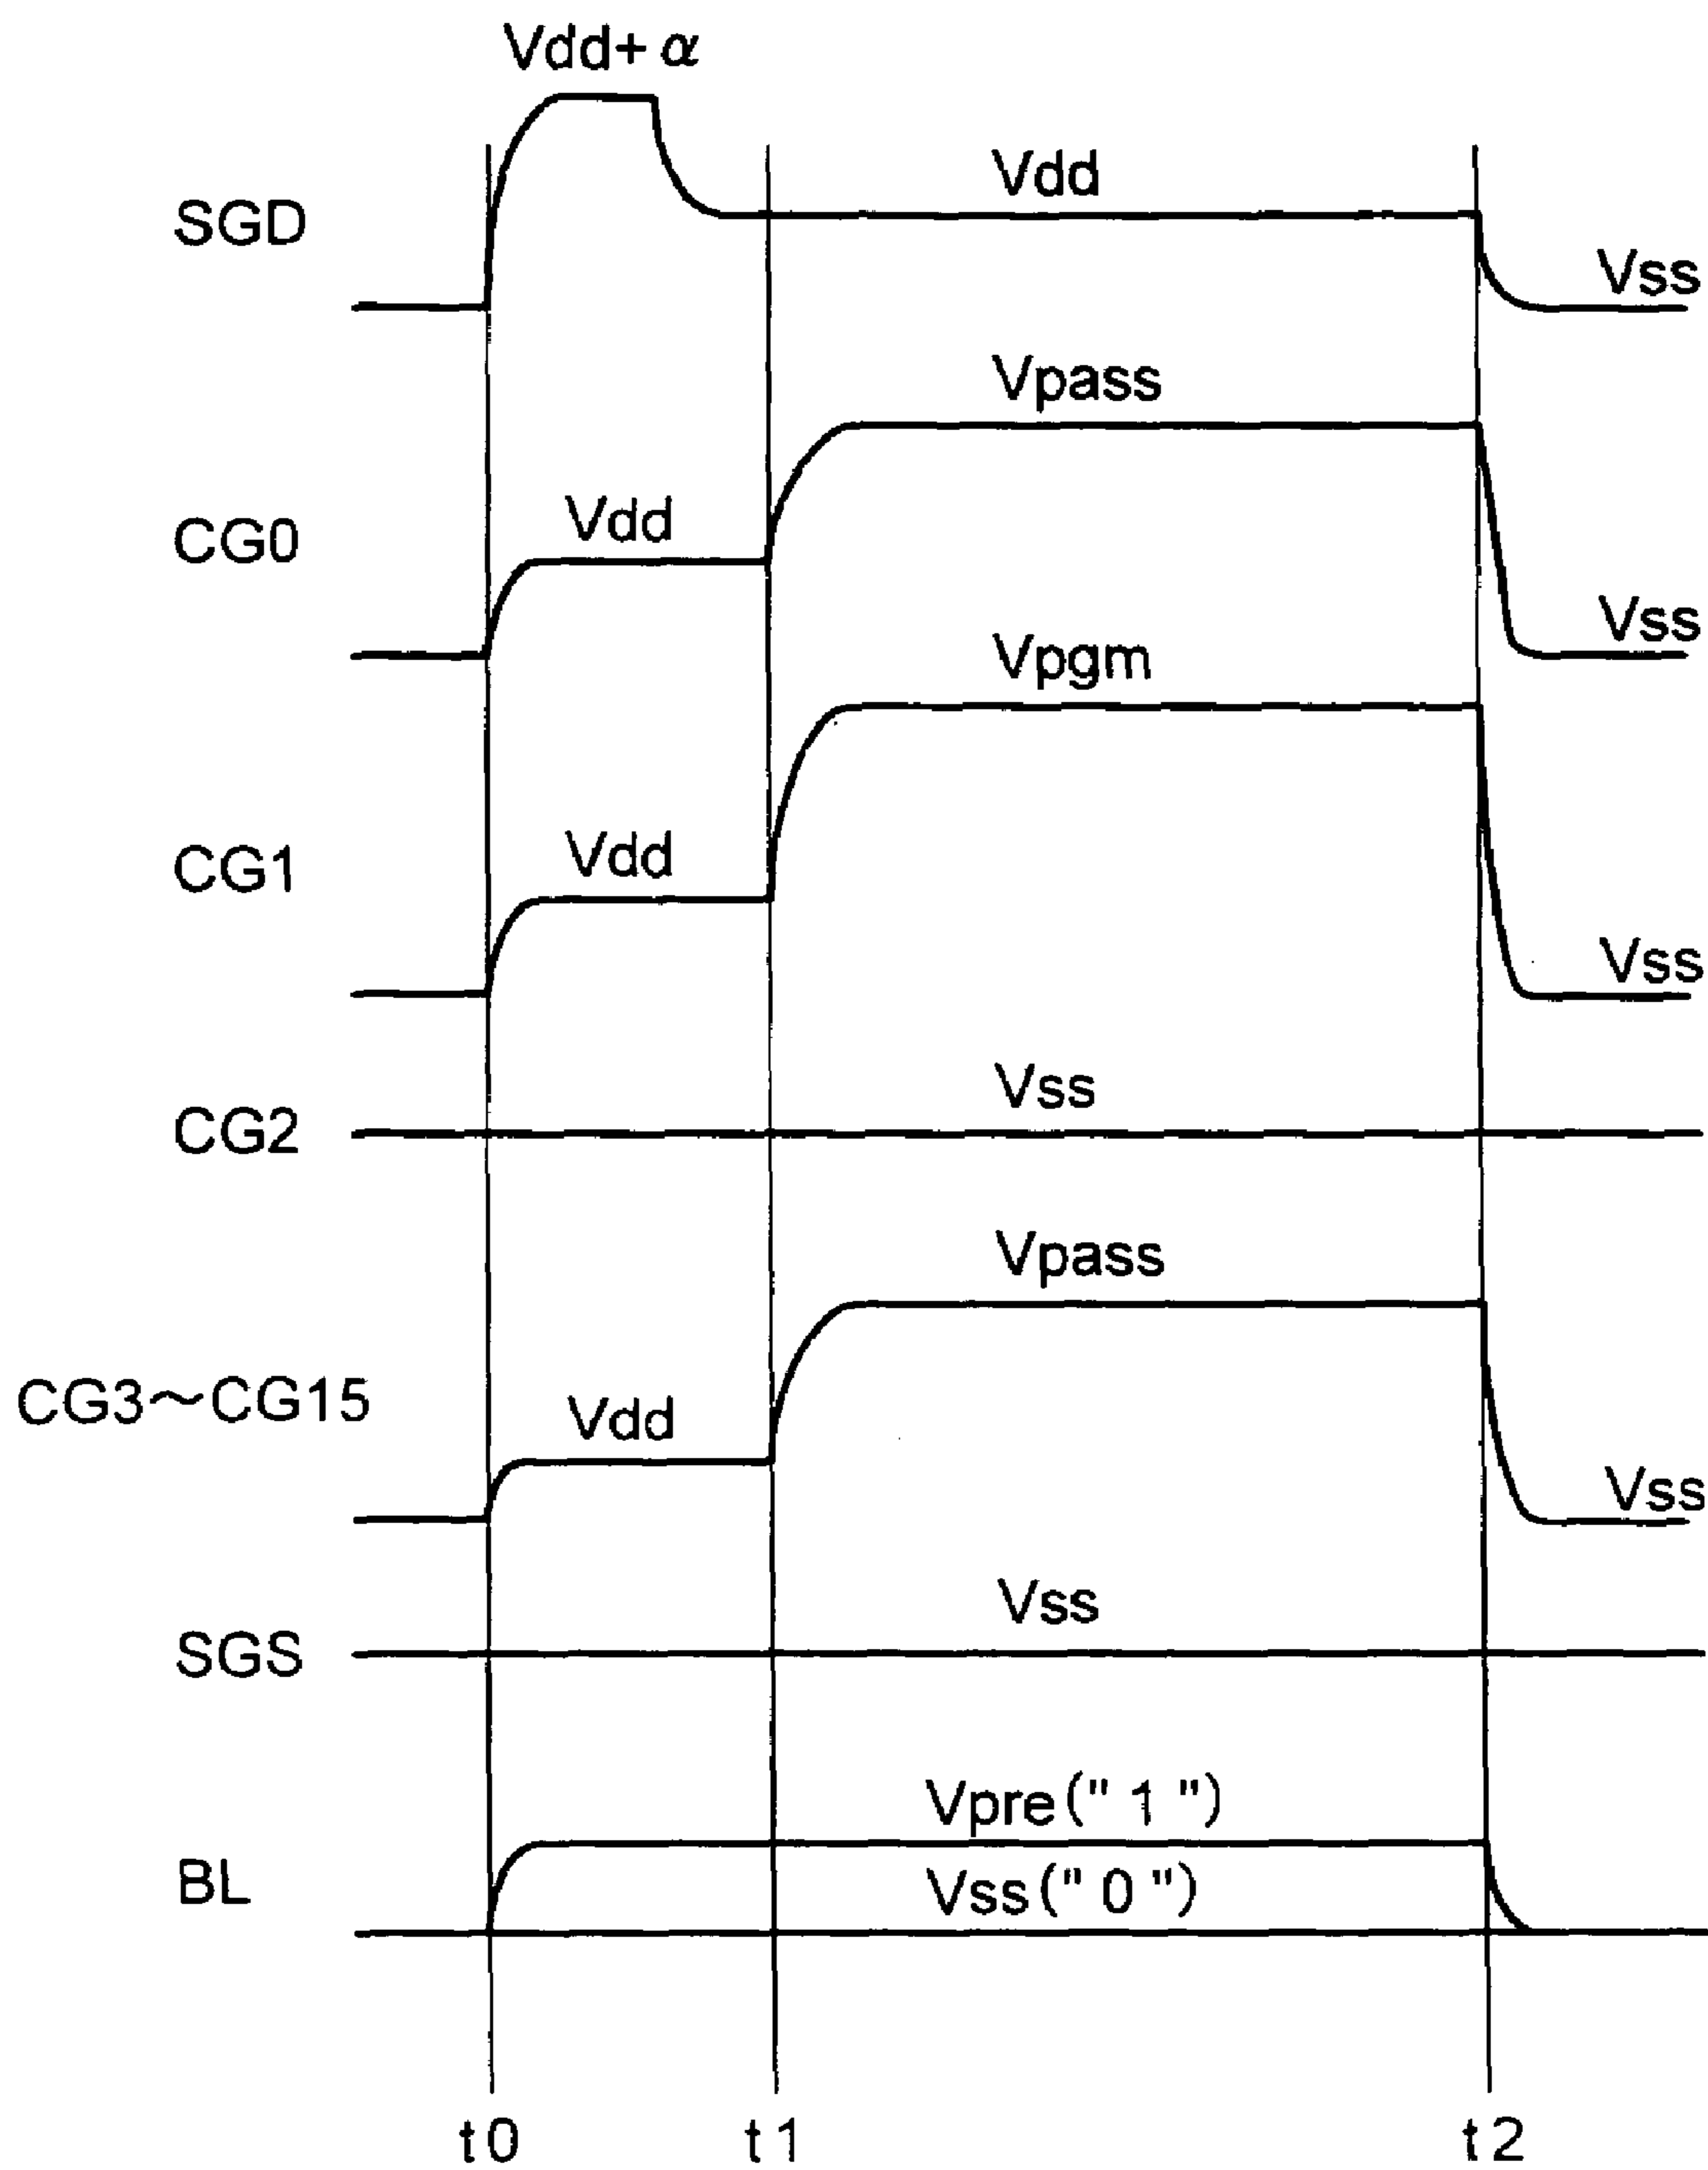 Vdd+ α
SGD
Vdd
Vss
CG0
Vdd
Vpass
Vss
CG1
Vdd
Vpgm
Vss
CG2
Vss
CG3～CG15
Vdd
Vpass
Vss
SGS
Vss
BL
Vpre(" 1 ")
Vss(" 0 ")
t0 t1 t2